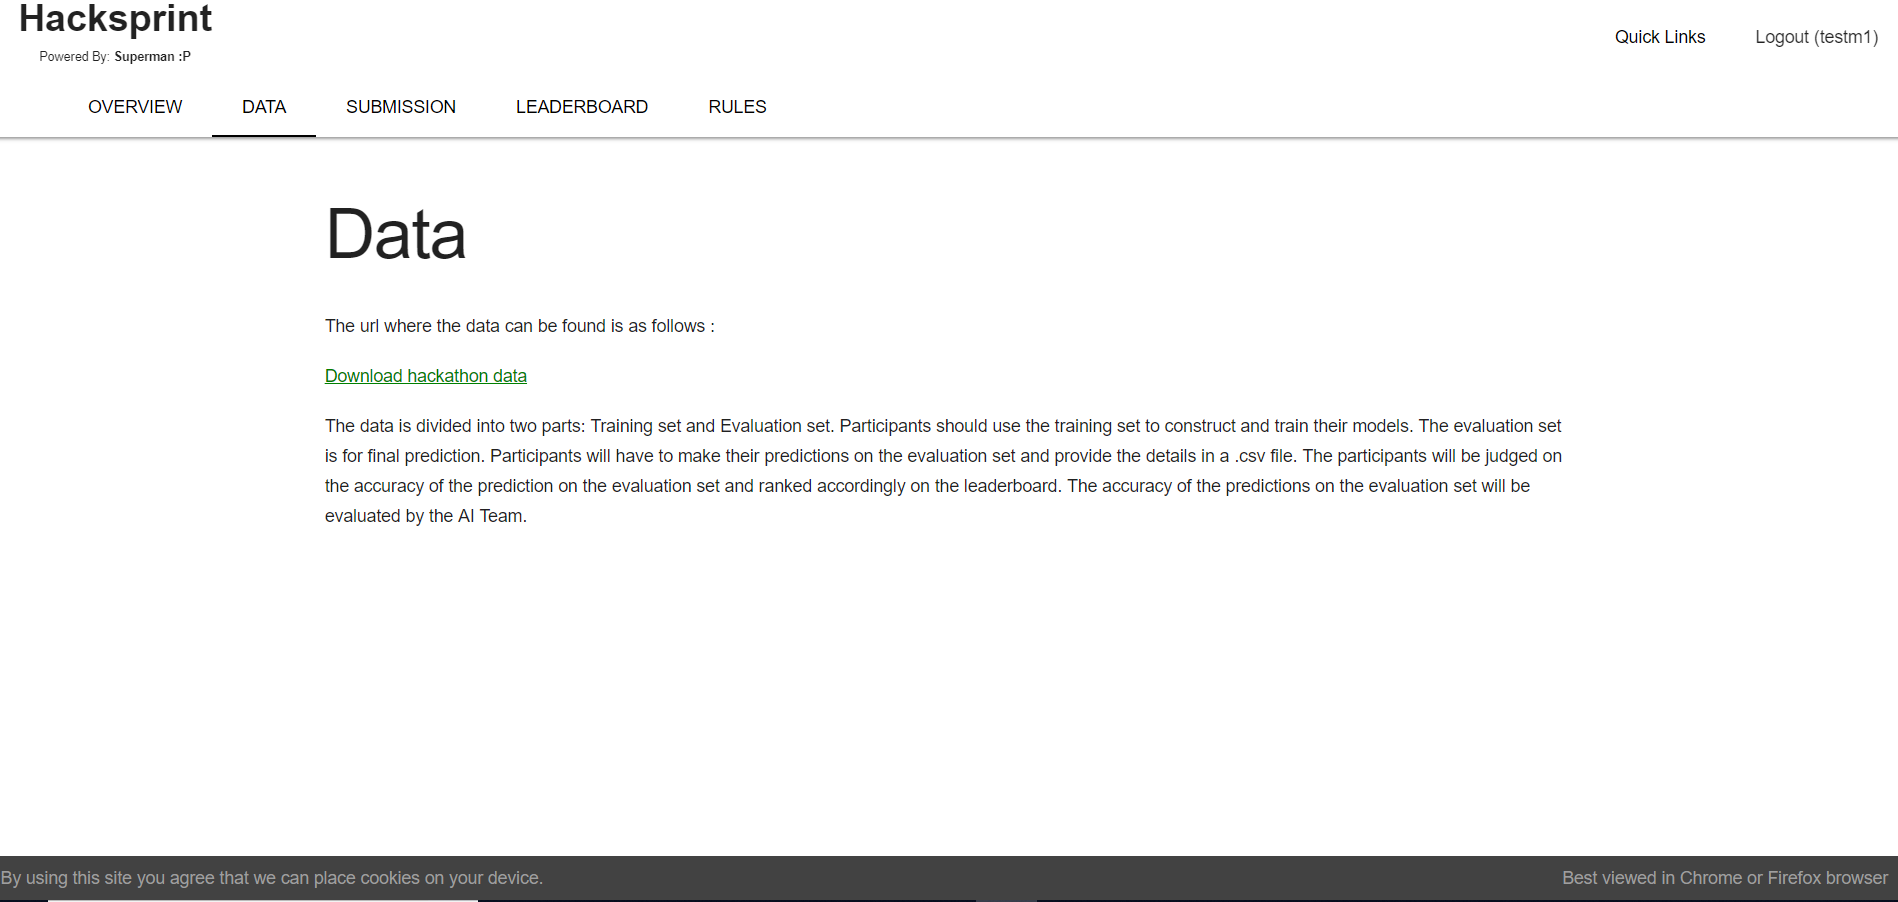 Hacksprint
Powered By: Superman :P
Quick Links
Logout (testm1)
OVERVIEW
DATA
SUBMISSION
LEADERBOARD
RULES
Data
The url where the data can be found is as follows :
Download hackathon data
The data is divided into two parts: Training set and Evaluation set. Participants should use the training set to construct and train their models. The evaluation set
is for final prediction. Participants will have to make their predictions on the evaluation set and provide the details in a .csv file. The participants will be judged on
the accuracy of the prediction on the evaluation set and ranked accordingly on the leaderboard. The accuracy of the predictions on the evaluation set will be
evaluated by the AI Team.
By using this site you agree that we can place cookies on your device.
Best viewed in Chrome or Firefox browser